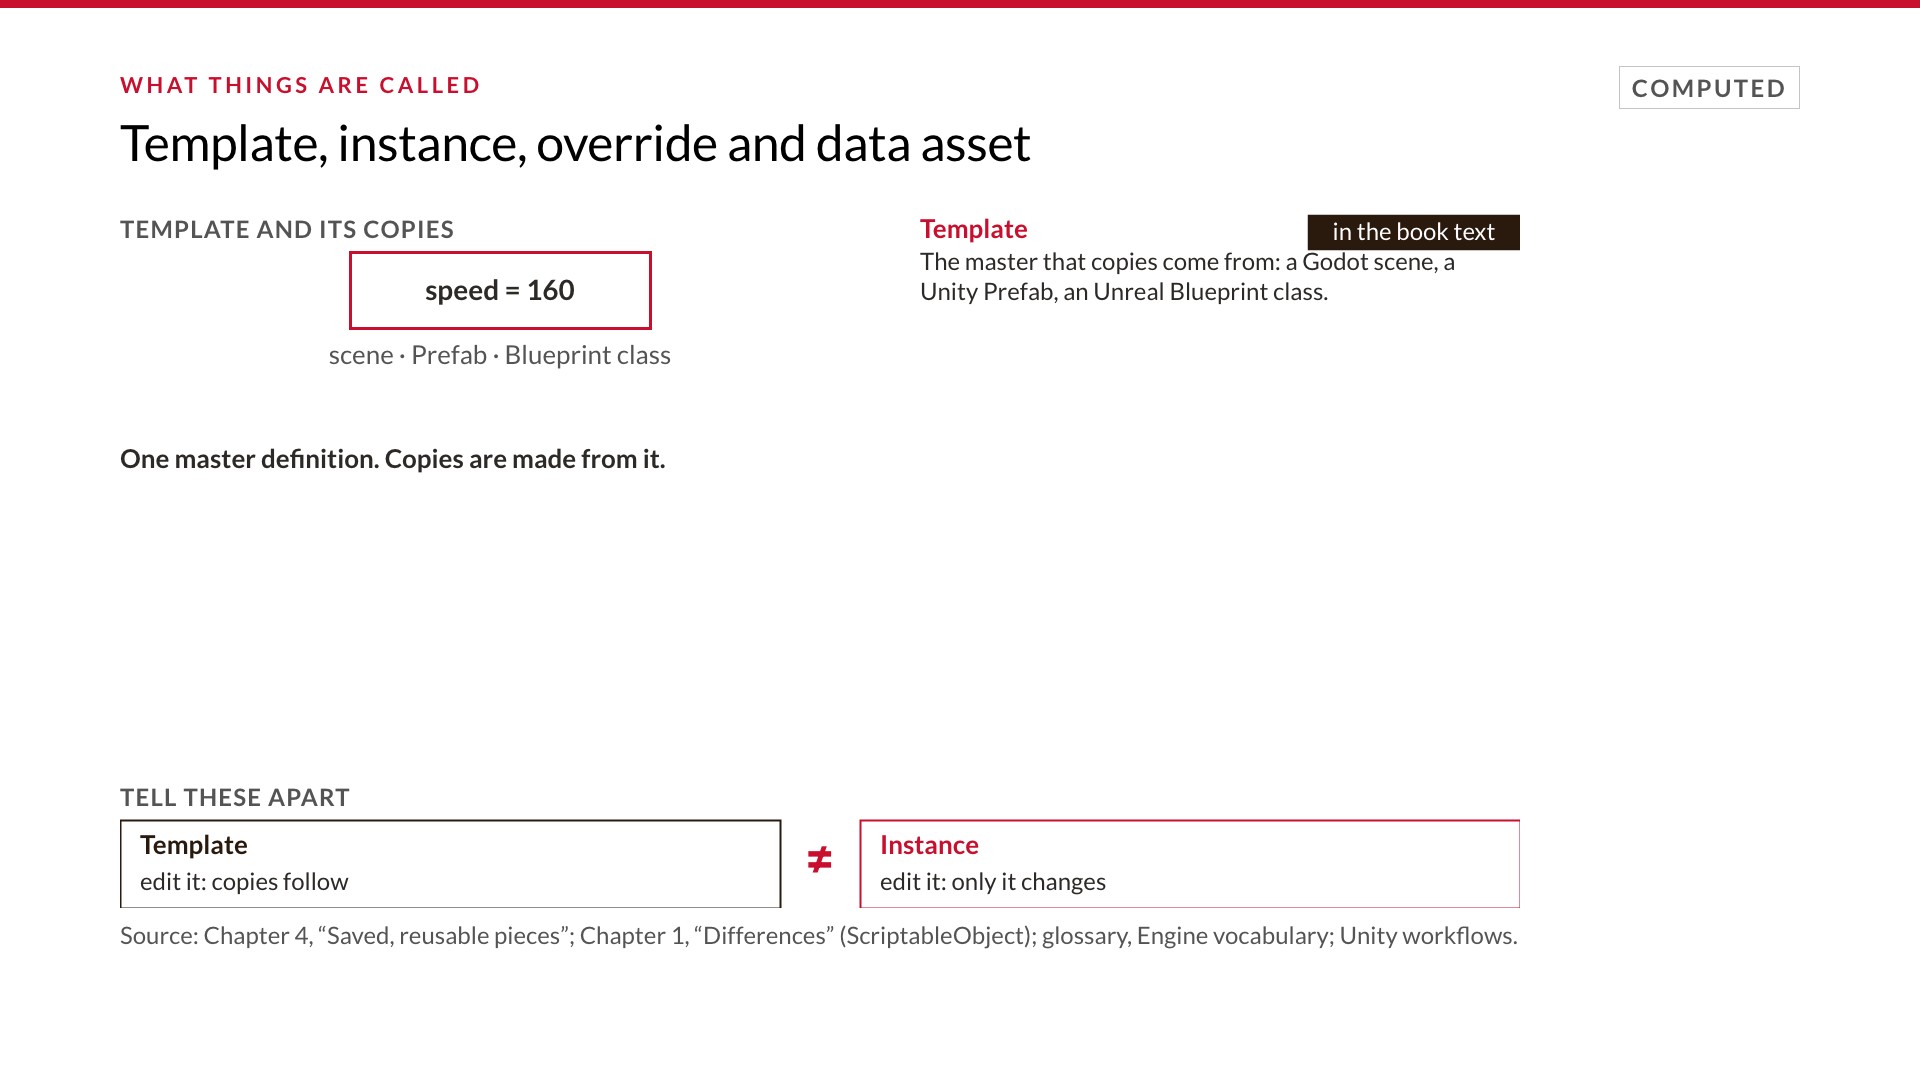 WHAT THINGS ARE CALLED
COMPUTED
Template, instance, override and data asset
TEMPLATE AND ITS COPIES
speed = 160
scene · Prefab · Blueprint class
One master definition. Copies are made from it.
Template
in the book text
The master that copies come from: a Godot scene, a
Unity Prefab, an Unreal Blueprint class.
TELL THESE APART
Template
edit it: copies follow
≠
Instance
edit it: only it changes
Source: Chapter 4, “Saved, reusable pieces”; Chapter 1, “Differences” (ScriptableObject); glossary, Engine vocabulary; Unity workflows.